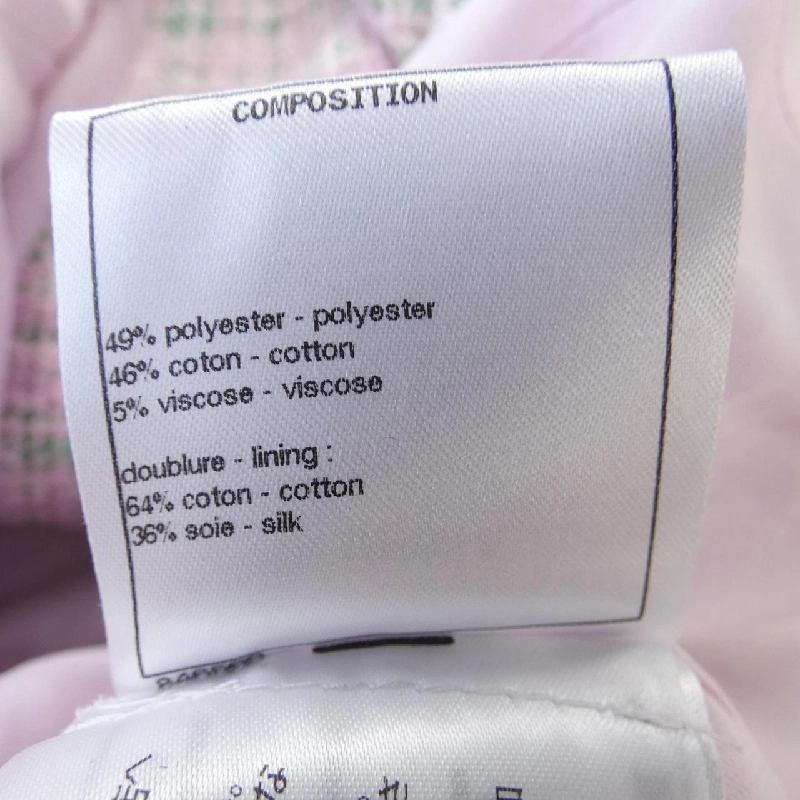 COMPOSITION
49% polyester - polyester
46% coton - cotton
5% viscose - viscose
doublure - lining :
64% coton - cotton
36% soie - silk